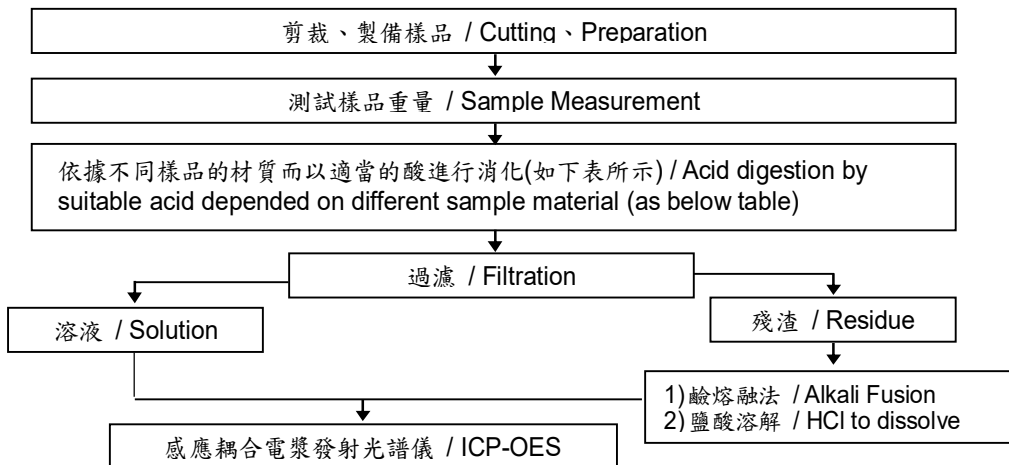 剪裁、製備樣品 / Cutting、Preparation
測試樣品重量 / Sample Measurement
依據不同樣品的材質而以適當的酸進行消化(如下表所示) / Acid digestion by
suitable acid depended on different sample material (as below table)
過濾 / Filtration
溶液 / Solution
殘渣 / Residue
1)鹼熔融法 / Alkali Fusion
2)鹽酸溶解 / HCl to dissolve
感應耦合電漿發射光譜儀 / ICP-OES